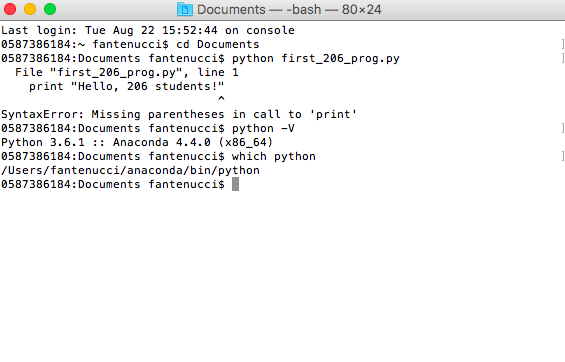 Documents — -bash — 80×24
Last login: Tue Aug 22 15:52:44 on console
0587386184:~ fantenucci$ cd Documents
0587386184:Documents fantenucci$ python first_206_prog.py
  File "first_206_prog.py", line 1
    print "Hello, 206 students!"
                               ^
SyntaxError: Missing parentheses in call to 'print'
0587386184:Documents fantenucci$ python -V
Python 3.6.1 :: Anaconda 4.4.0 (x86_64)
0587386184:Documents fantenucci$ which python
/Users/fantenucci/anaconda/bin/python
0587386184:Documents fantenucci$